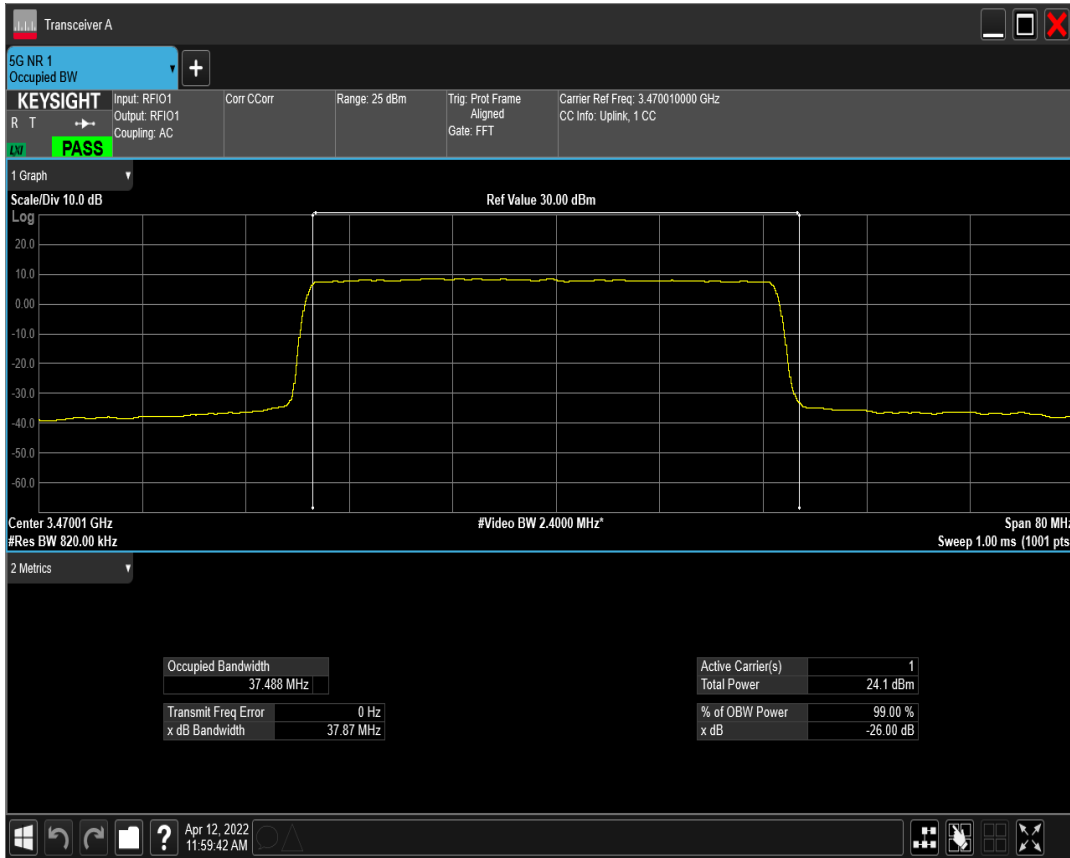 Transceiver A
5G NR 1
Occupied BW
KEYSIGHT
R T
LXI
PASS
Input: RFIO1
Output: RFIO1
Coupling: AC
Corr CCorr
Range: 25 dBm
Trig: Prot Frame
Aligned
Gate: FFT
Carrier Ref Freq: 3.470010000 GHz
CC Info: Uplink, 1 CC
1 Graph
Scale/Div 10.0 dB
Ref Value 30.00 dBm
Log
20.0
10.0
0.00
-10.0
-20.0
-30.0
-40.0
-50.0
-60.0
Center 3.47001 GHz
#Video BW 2.4000 MHz*
Span 80 MHz
#Res BW 820.00 kHz
Sweep 1.00 ms (1001 pts
2 Metrics
Occupied Bandwidth
37.488 MHz
Transmit Freq Error 0 Hz
x dB Bandwidth 37.87 MHz
Active Carrier(s) 1
Total Power 24.1 dBm
% of OBW Power 99.00 %
x dB -26.00 dB
?
Apr 12, 2022
11:59:42 AM